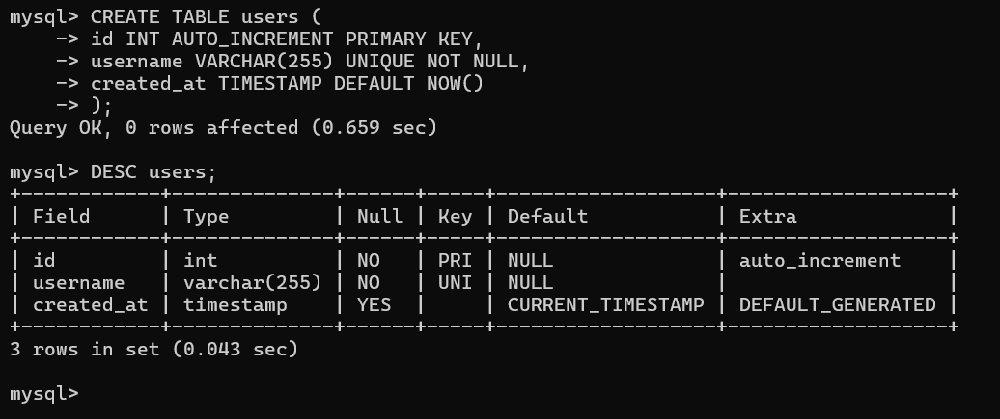 mysql> CREATE TABLE users (
    -> id INT AUTO_INCREMENT PRIMARY KEY,
    -> username VARCHAR(255) UNIQUE NOT NULL,
    -> created_at TIMESTAMP DEFAULT NOW()
    -> );
Query OK, 0 rows affected (0.659 sec)

mysql> DESC users;
+------------+--------------+------+-----+-------------------+-------------------+
| Field      | Type         | Null | Key | Default           | Extra             |
+------------+--------------+------+-----+-------------------+-------------------+
| id         | int          | NO   | PRI | NULL              | auto_increment    |
| username   | varchar(255) | NO   | UNI | NULL              |                   |
| created_at | timestamp    | YES  |     | CURRENT_TIMESTAMP | DEFAULT_GENERATED |
+------------+--------------+------+-----+-------------------+-------------------+
3 rows in set (0.043 sec)

mysql>